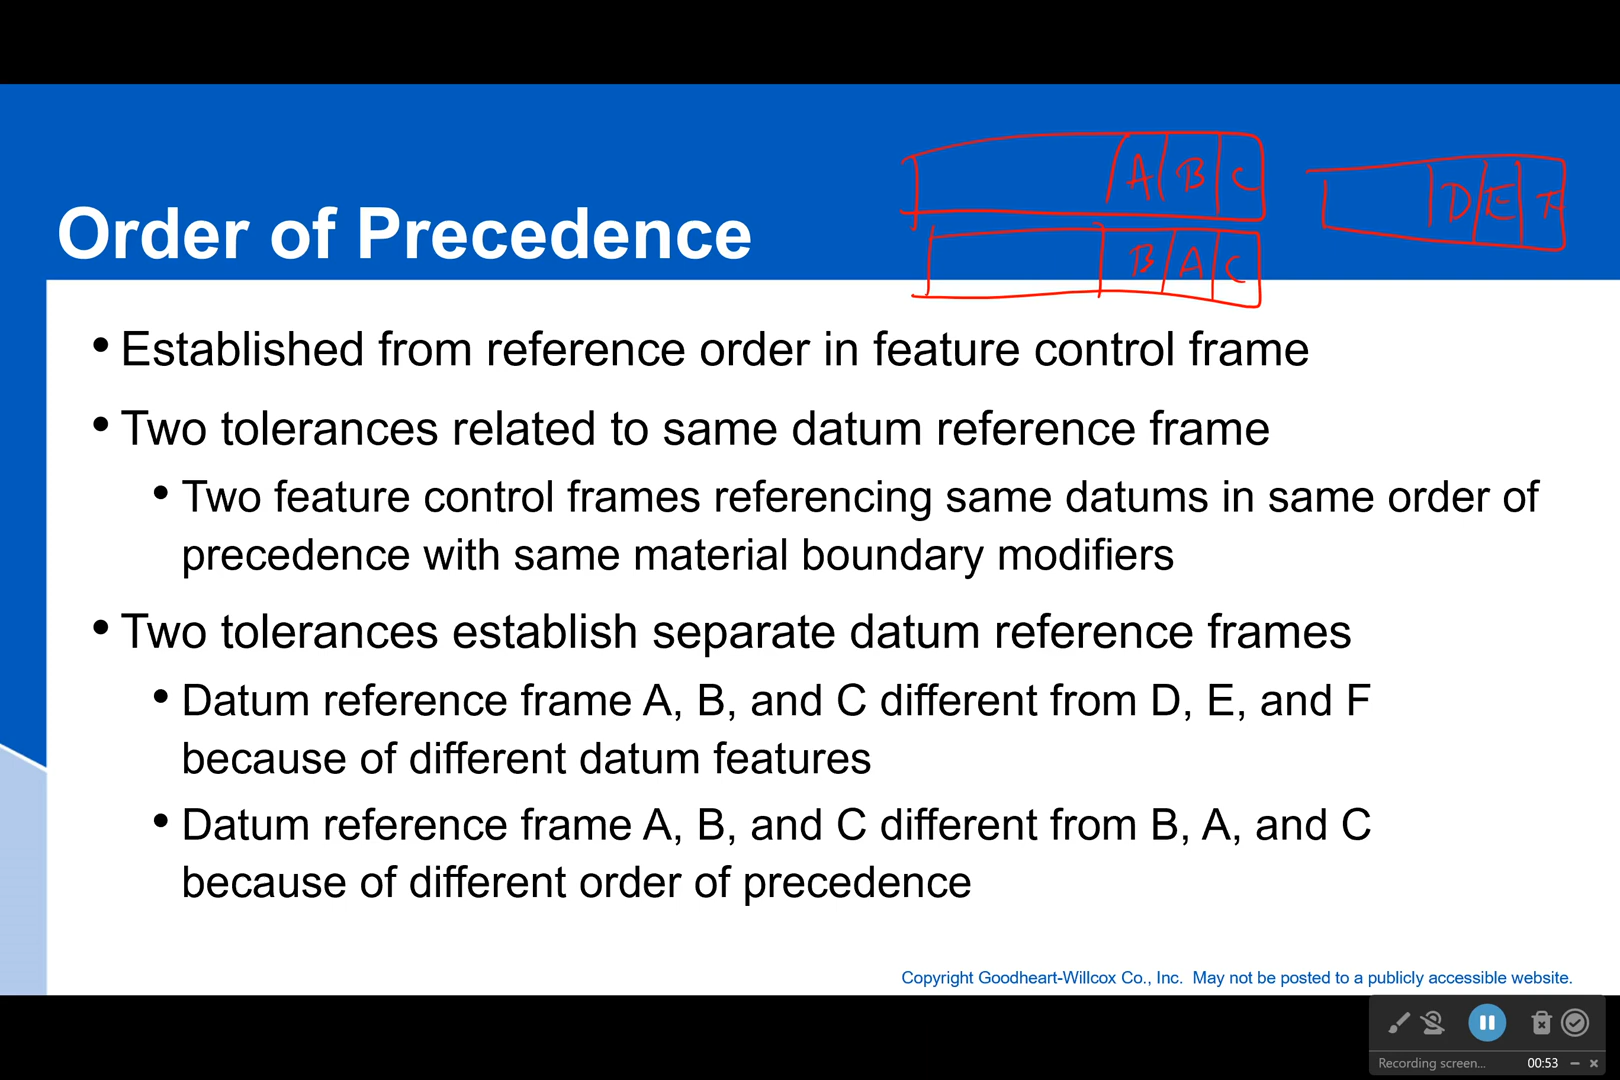 A B C
D E F
B A C
Order of Precedence
• Established from reference order in feature control frame
• Two tolerances related to same datum reference frame
• Two feature control frames referencing same datums in same order of
precedence with same material boundary modifiers
• Two tolerances establish separate datum reference frames
• Datum reference frame A, B, and C different from D, E, and F
because of different datum features
• Datum reference frame A, B, and C different from B, A, and C
because of different order of precedence
Copyright Goodheart-Willcox Co., Inc.  May not be posted to a publicly accessible website.
Recording screen... 00:53